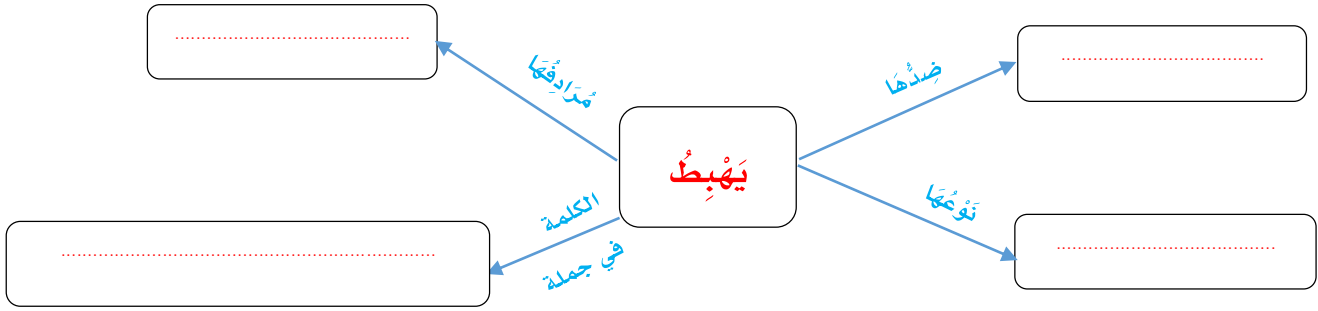 ضِدُّهَا
مُرَادِفُهَا
يَهْبِطُ
نَوْعُهَا
الكلمة
في جملة